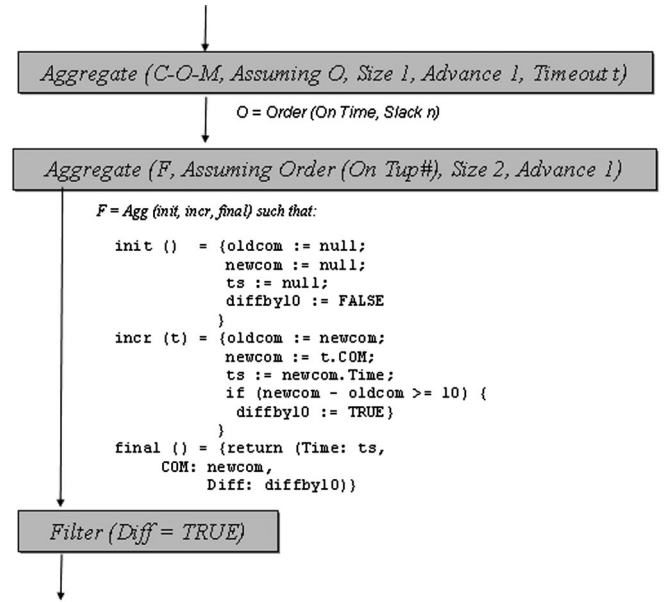 Aggregate (C-O-M, Assuming O, Size 1, Advance 1, Timeout t)
O = Order (On Time, Slack n)
Aggregate (F, Assuming Order (On Tup#), Size 2, Advance 1)
F = Agg (init, incr, final) such that:
init () = {oldcom := null;
newcom := null;
ts := null;
diffby10 := FALSE
}
incr (t) = {oldcom := newcom;
newcom := t.COM;
ts := newcom.Time;
if (newcom - oldcom >= 10) {
diffby10 := TRUE}
}
final () = {return (Time: ts,
COM: newcom,
Diff: diffby10)}
Filter (Diff = TRUE)